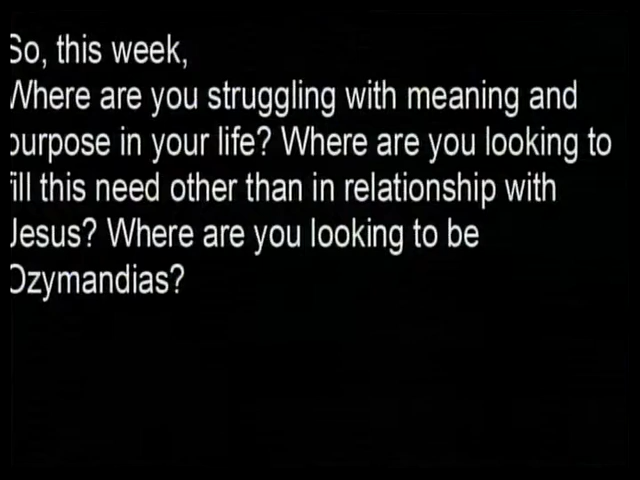 So, this week,
Where are you struggling with meaning and
purpose in your life? Where are you looking to
fill this need other than in relationship with
Jesus? Where are you looking to be
Ozymandias?